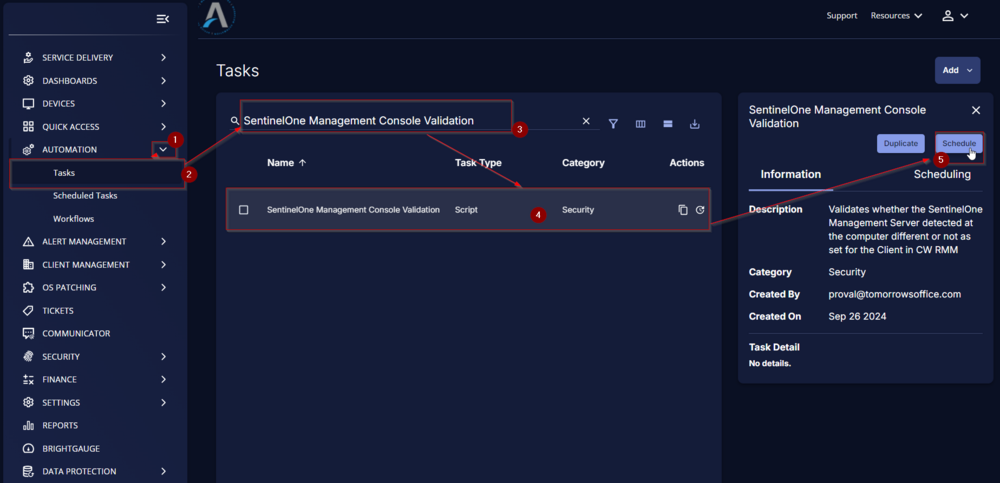 Support
Resources
SERVICE DELIVERY
DASHBOARDS
DEVICES
QUICK ACCESS
AUTOMATION
1
Tasks
2
Scheduled Tasks
Workflows
ALERT MANAGEMENT
CLIENT MANAGEMENT
OS PATCHING
TICKETS
COMMUNICATOR
SECURITY
FINANCE
SETTINGS
REPORTS
BRIGHTGAUGE
DATA PROTECTION
Tasks
Add
SentinelOne Management Console Validation
3
Name Task Type Category Actions
SentinelOne Management Console Validation Script 4 Security
SentinelOne Management Console
Validation
Duplicate Schedule
5
Information Scheduling
Description Validates whether the SentinelOne
Management Server detected at
the computer different or not as
set for the Client in CW RMM
Category Security
Created By proval@tomorrowsoffice.com
Created On Sep 26 2024
Task Detail
No details.